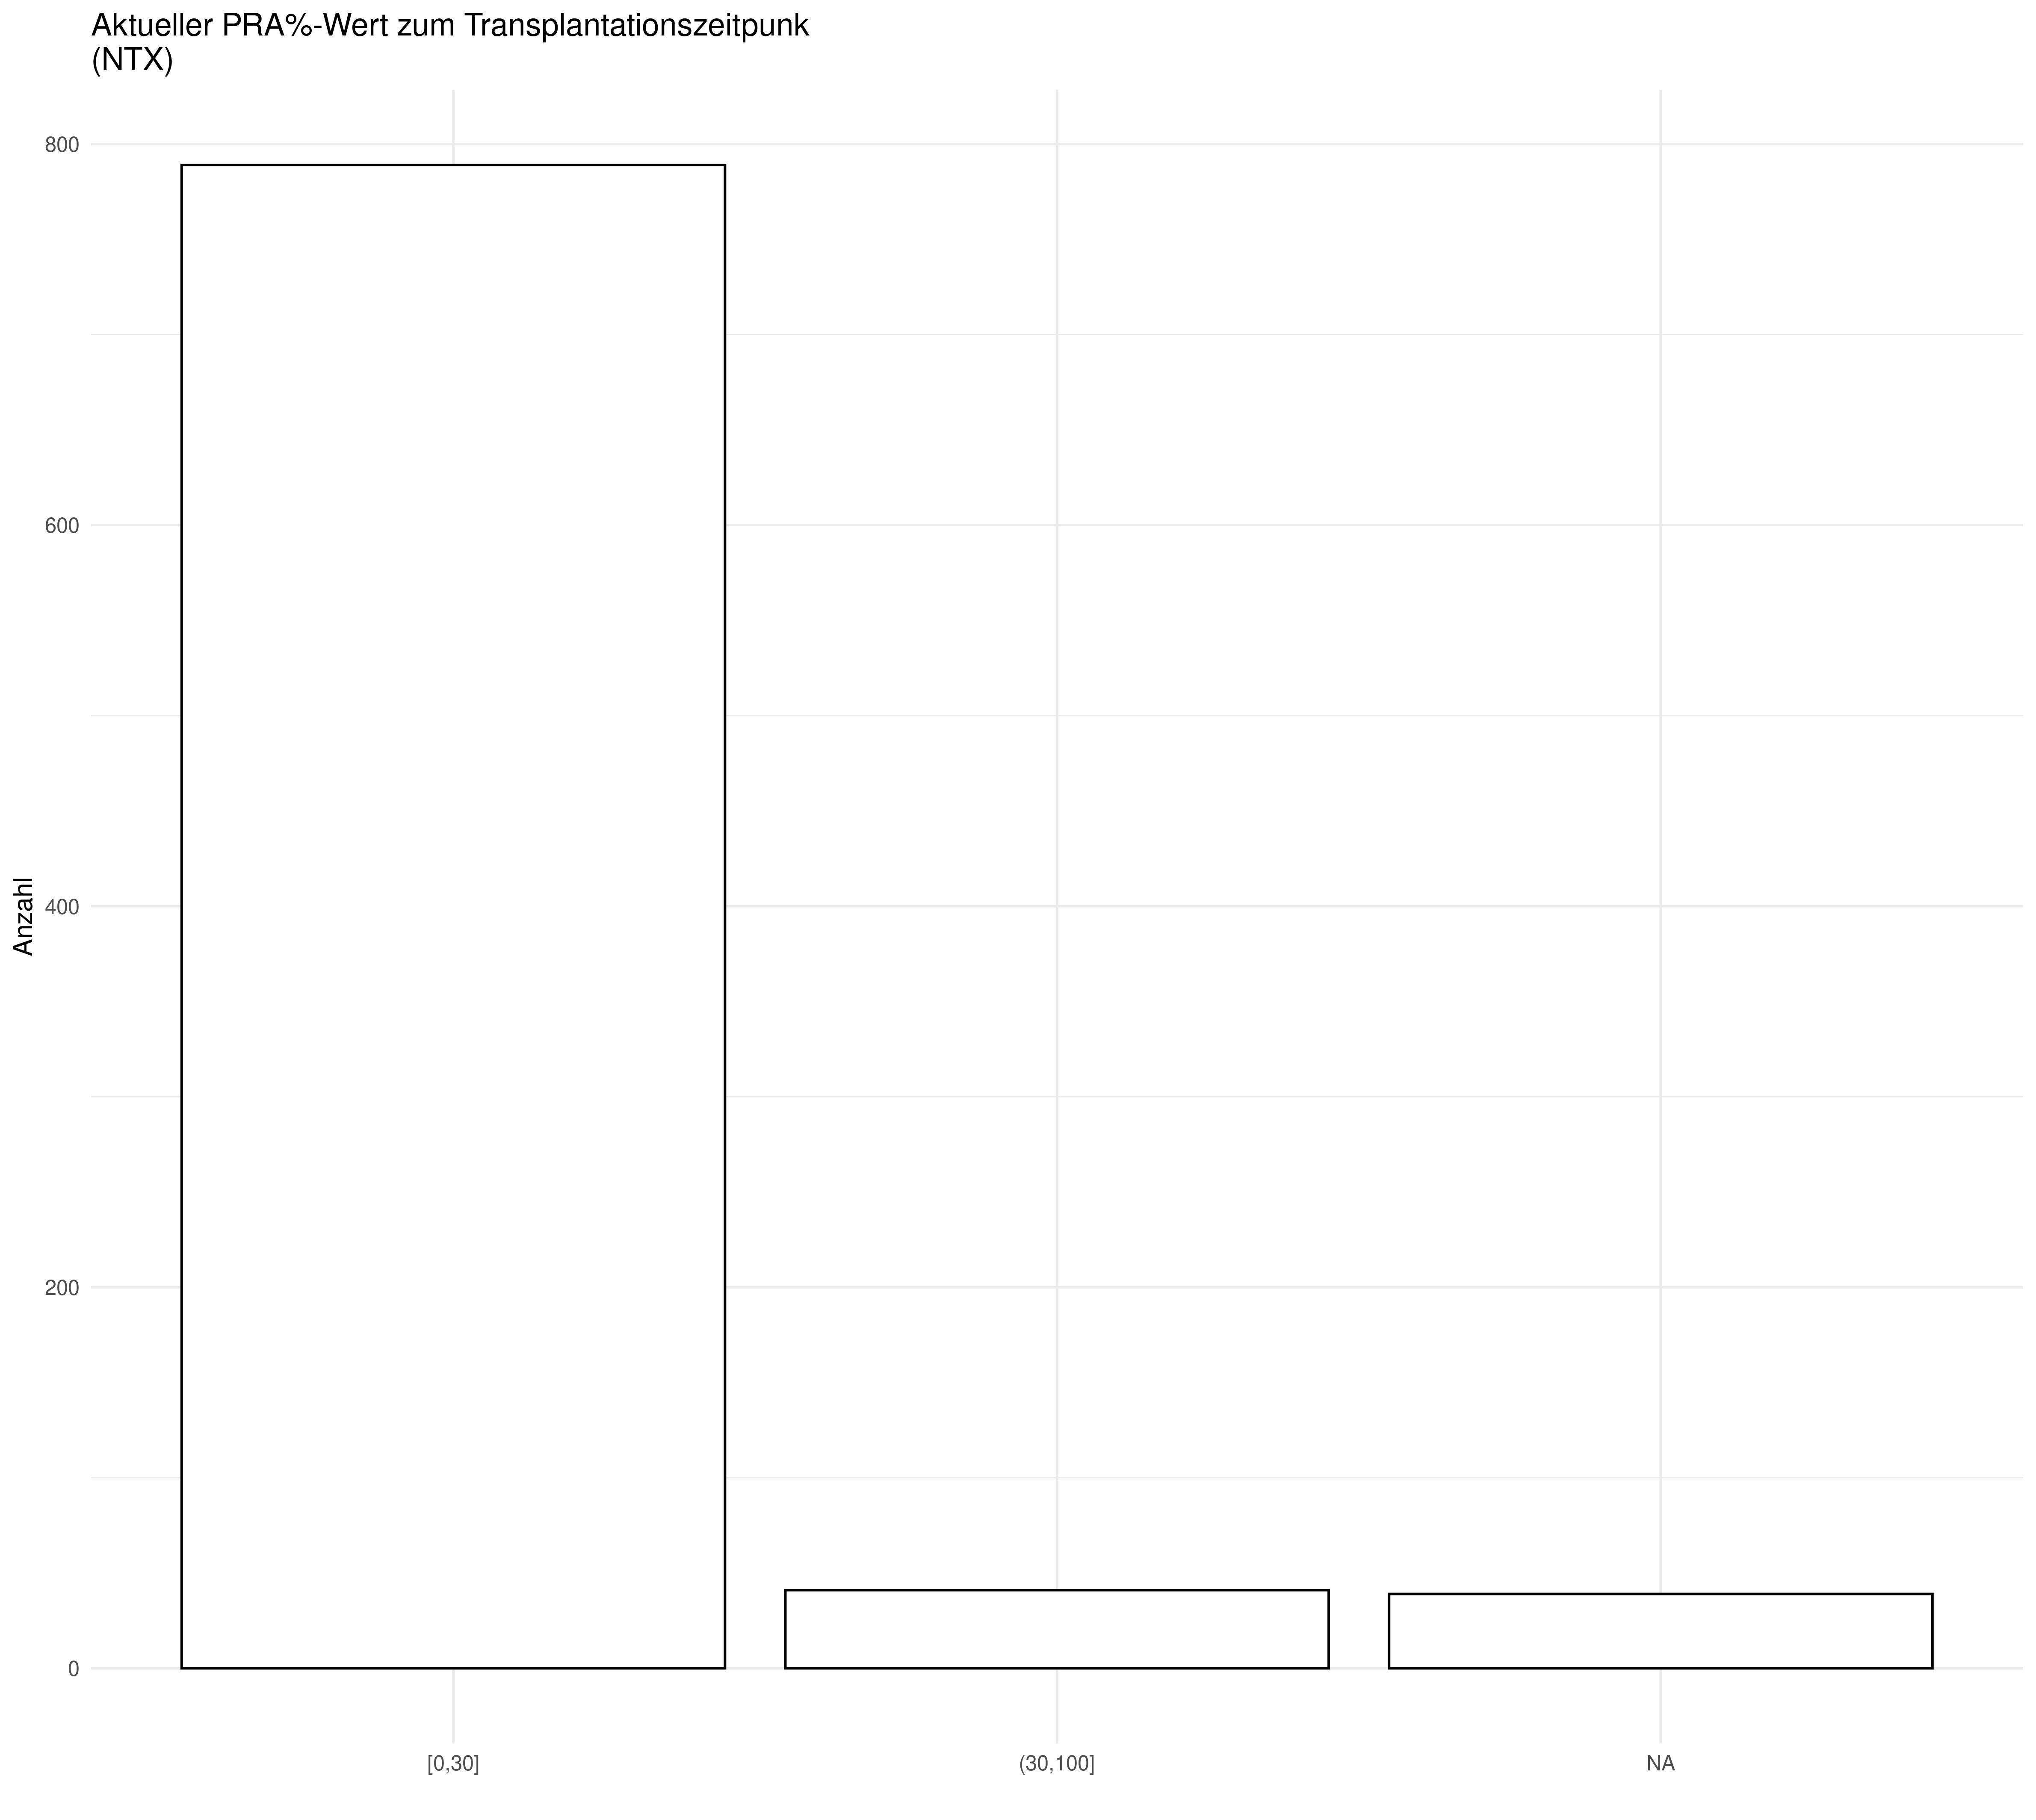 Aktueller PRA%-Wert zum Transplantationszeitpunk
(NTX)
800
600
400
200
0
Anzahl
[0,30]
(30,100]
NA